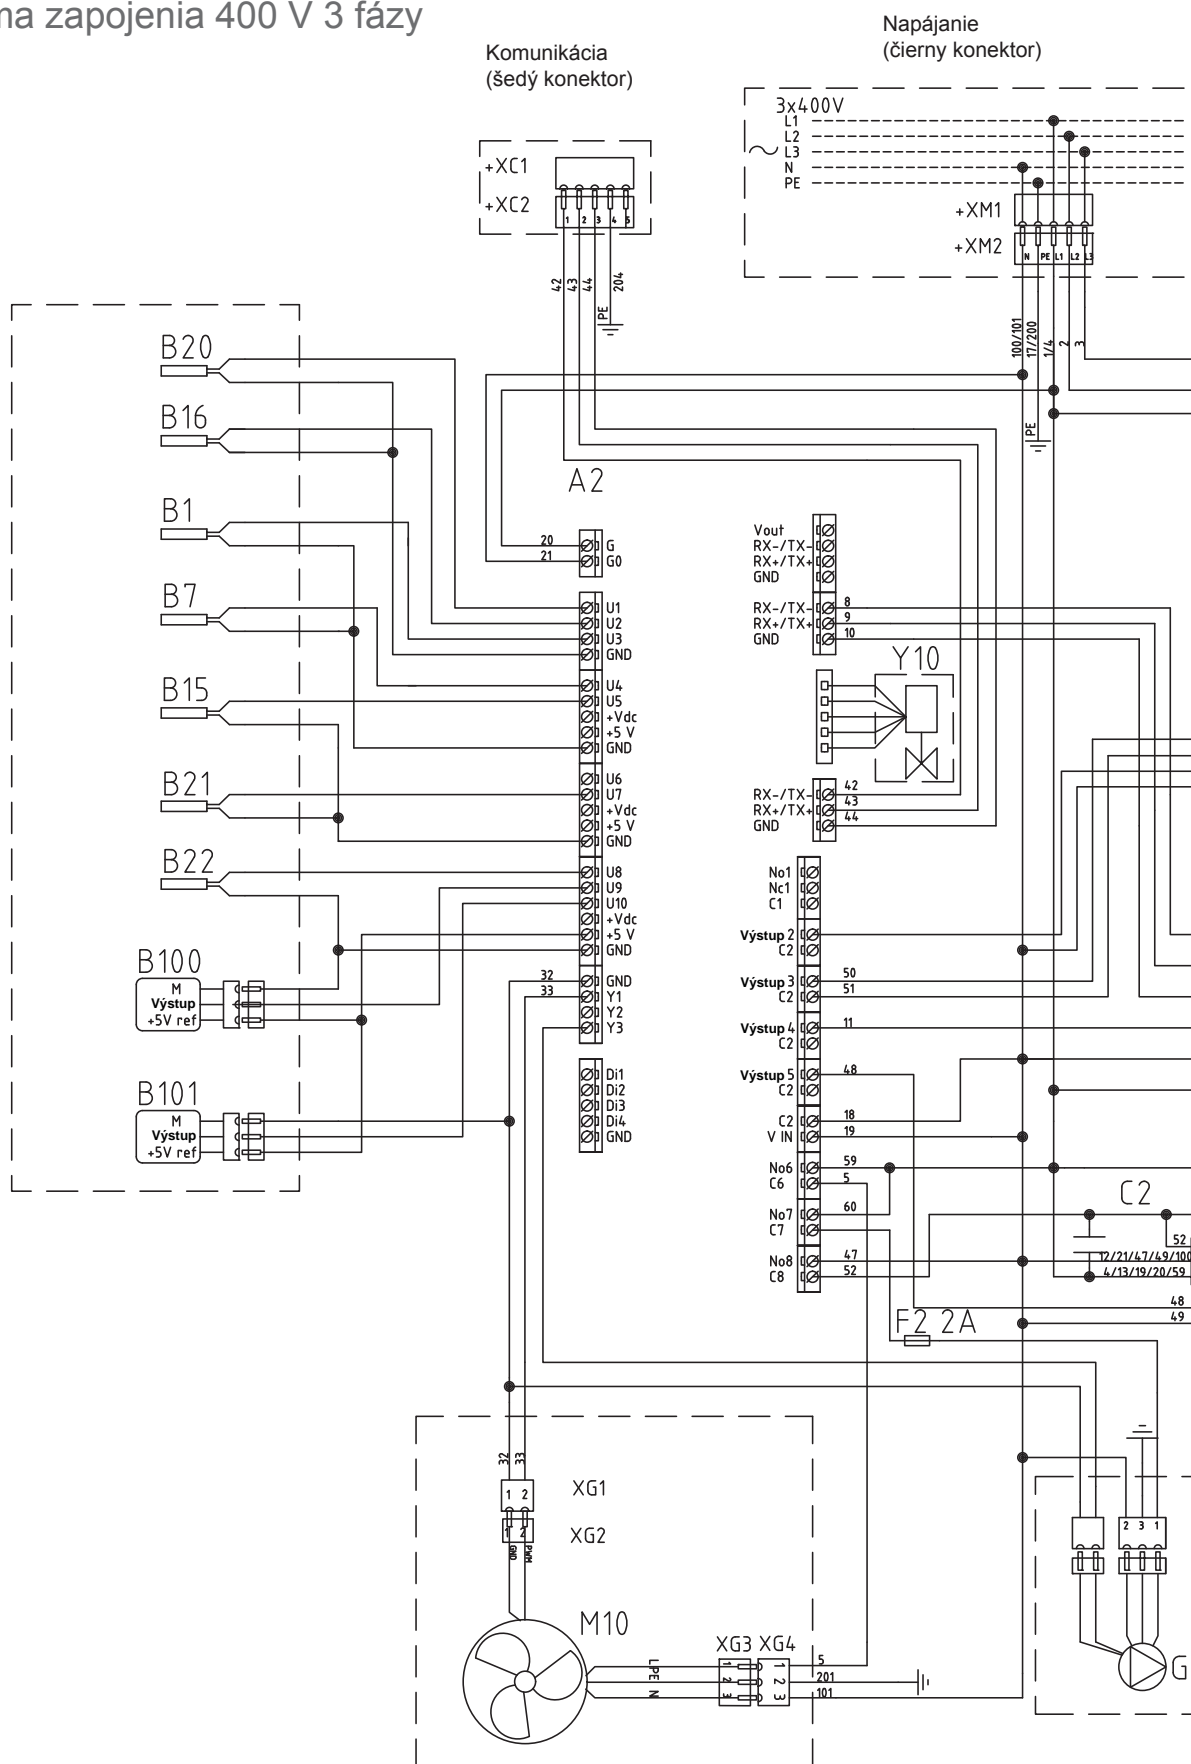 ma zapojenia 400 V 3 fázy
Komunikácia
(šedý konektor)
Napájanie
(čierny konektor)
3x400V
L1
L2
L3
N
PE
+XC1
+XC2
1 2 3 4 5
+XM1
+XM2
N PE L1 L2 L3
42 43 44 PE 204
100/101 17/200 1/4 2 3
PE
B20
B16
B1
B7
B15
B21
B22
B100
M
Výstup
+5V ref
B101
M
Výstup
+5V ref
A2
20 G
21 G0
U1
U2
U3
GND
U4
U5
+Vdc
+5 V
GND
U6
U7
+Vdc
+5 V
GND
U8
U9
U10
+Vdc
+5 V
GND
32 GND
33 Y1
Y2
Y3
Di1
Di2
Di3
Di4
GND
Vout
RX-/TX-
RX+/TX+
GND
RX-/TX- 8
RX+/TX+ 9
GND 10
Y10
RX-/TX- 42
RX+/TX+ 43
GND 44
No1
Nc1
C1
Výstup 2
C2
Výstup 3 50
C2 51
Výstup 4 11
C2
Výstup 5 48
C2
C2 18
V IN 19
No6 59
C6 5
No7 60
C7
No8 47
C8 52
C2
52
12/21/47/49/100
4/13/19/20/59
48
49
F2 2A
32 33
1 2 XG1
1 2 XG2
GND PWM
M10
XG3 XG4
L PE N
1 1 5
2 2 201
3 3 101
2 3 1
G